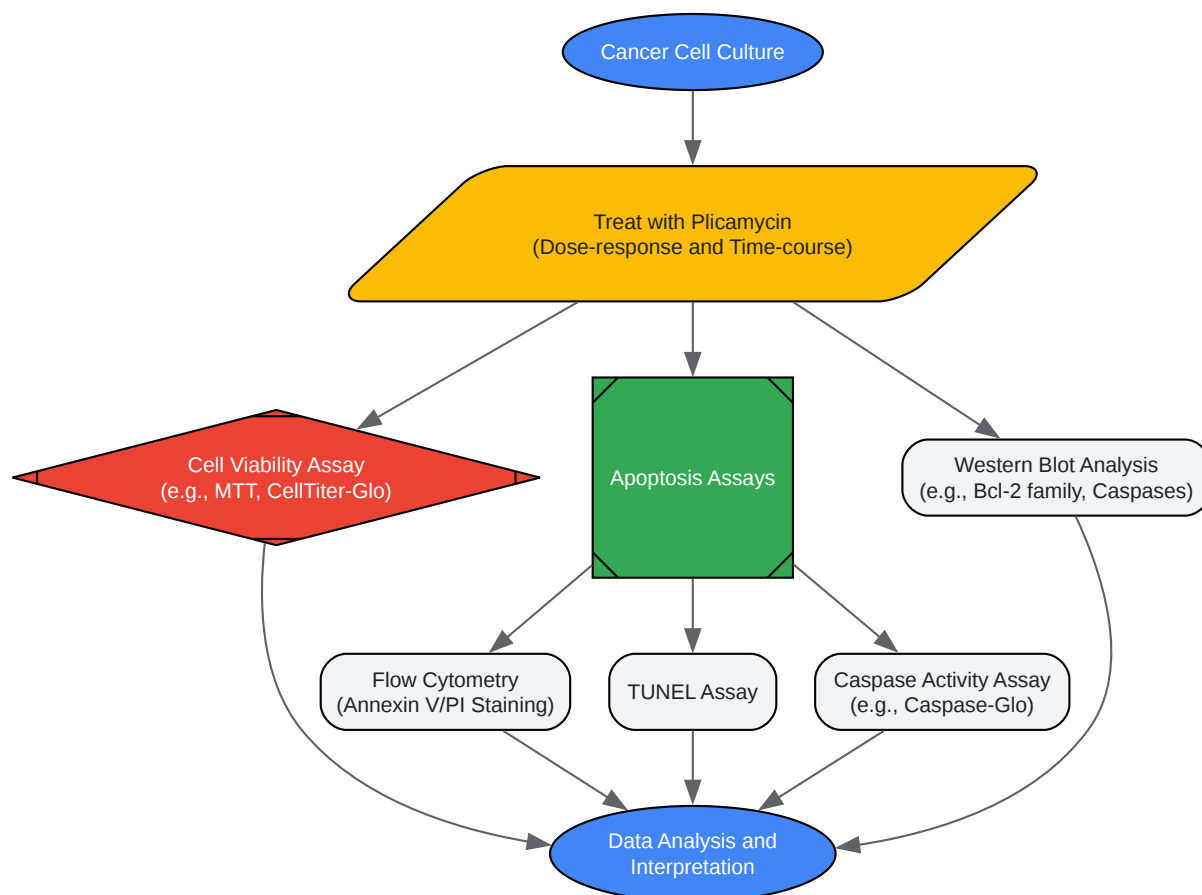 Cancer Cell Culture
Treat with Plicamycin
(Dose-response and Time-course)
Cell Viability Assay
(e.g., MTT, CellTiter-Glo)
Apoptosis Assays
Western Blot Analysis
(e.g., Bcl-2 family, Caspases)
Flow Cytometry
(Annexin V/PI Staining)
TUNEL Assay
Caspase Activity Assay
(e.g., Caspase-Glo)
Data Analysis and
Interpretation